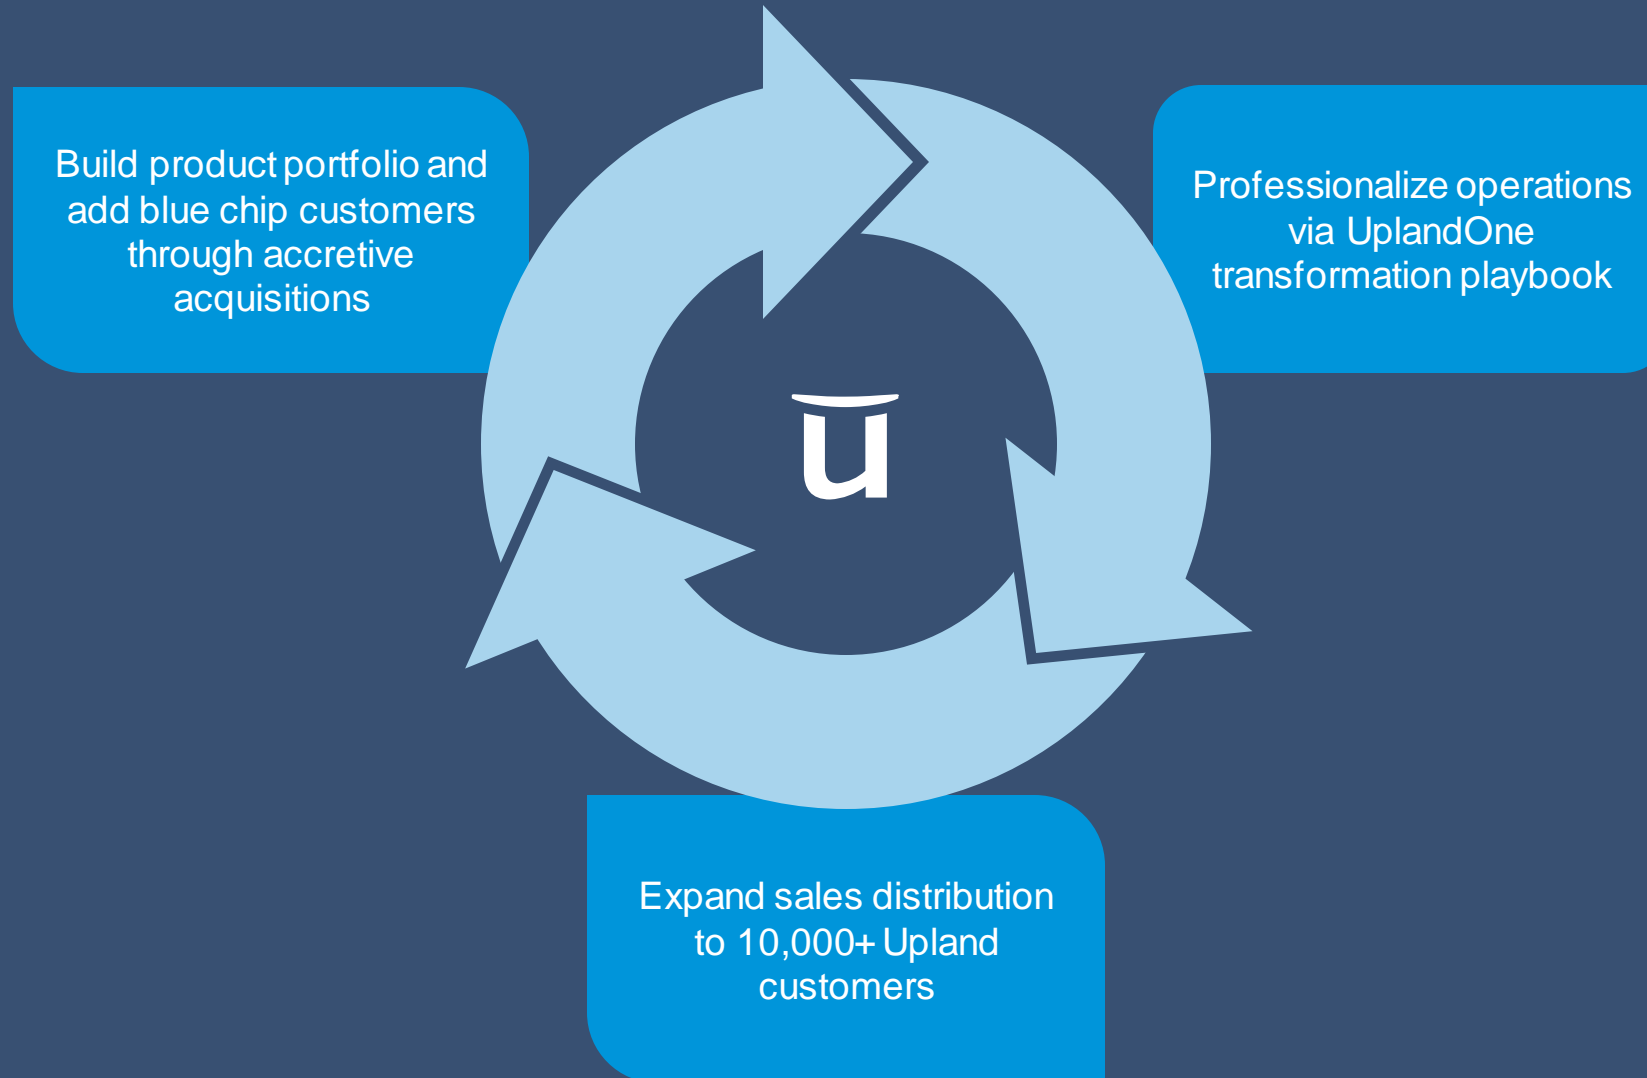 Build product portfolio and
add blue chip customers
through accretive
acquisitions
Professionalize operations
via UplandOne
transformation playbook
u
Expand sales distribution
to 10,000+ Upland
customers